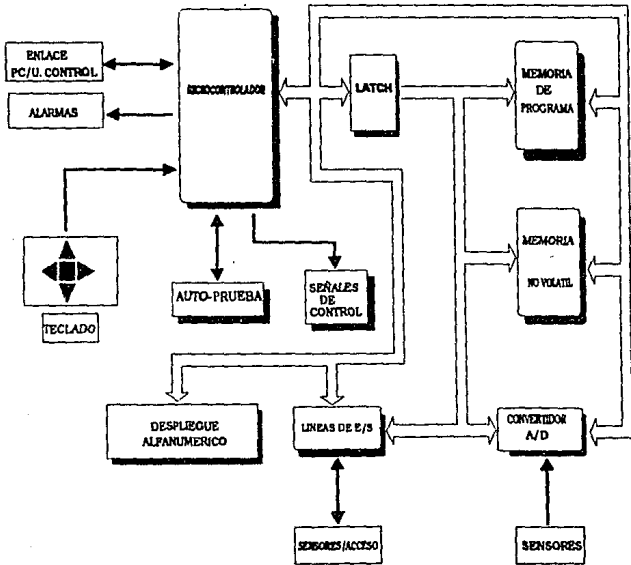 ENLACE
PC/U. CONTROL
ALARMAS
MICROCONTROLADOR
LATCH
MEMORIA
DE
PROGRAMA
MEMORIA
NO VOLATIL
TECLADO
AUTO-PRUEBA
SEÑALES
DE
CONTROL
DESPLIEGUE
ALFANUMERICO
LINEAS DE E/S
CONVERTIDOR
A/D
SENSORES/ACCESO
SENSORES